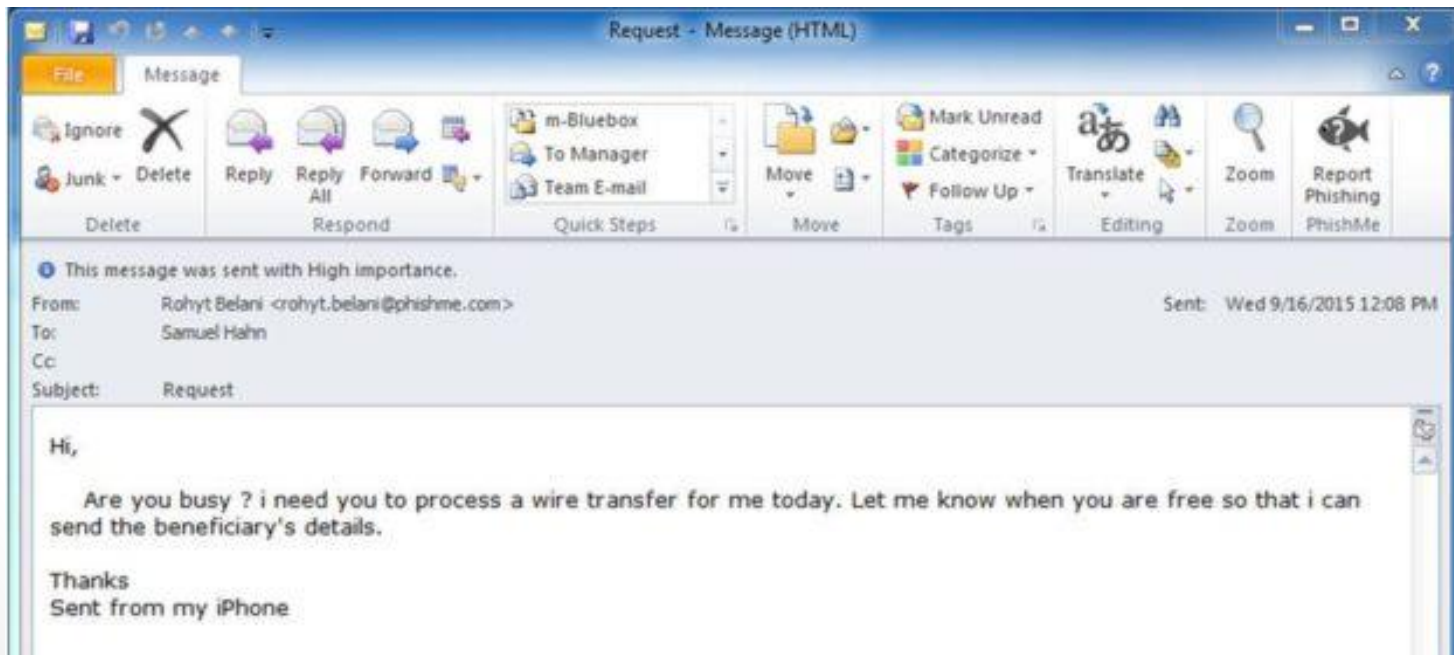 Request - Message (HTML)
File Message
Ignore
Junk
Delete
Reply
Reply All
Forward
m-Bluebox
To Manager
Team E-mail
Move
Mark Unread
Categorize
Follow Up
Translate
Zoom
Report Phishing
Delete Respond Quick Steps Move Tags Editing Zoom PhishMe
This message was sent with High importance.
From: Rohyt Belani <rohyt.belani@phishme.com> Sent: Wed 9/16/2015 12:08 PM
To: Samuel Hahn
Cc:
Subject: Request
Hi,
Are you busy ? i need you to process a wire transfer for me today. Let me know when you are free so that i can
send the beneficiary's details.
Thanks
Sent from my iPhone